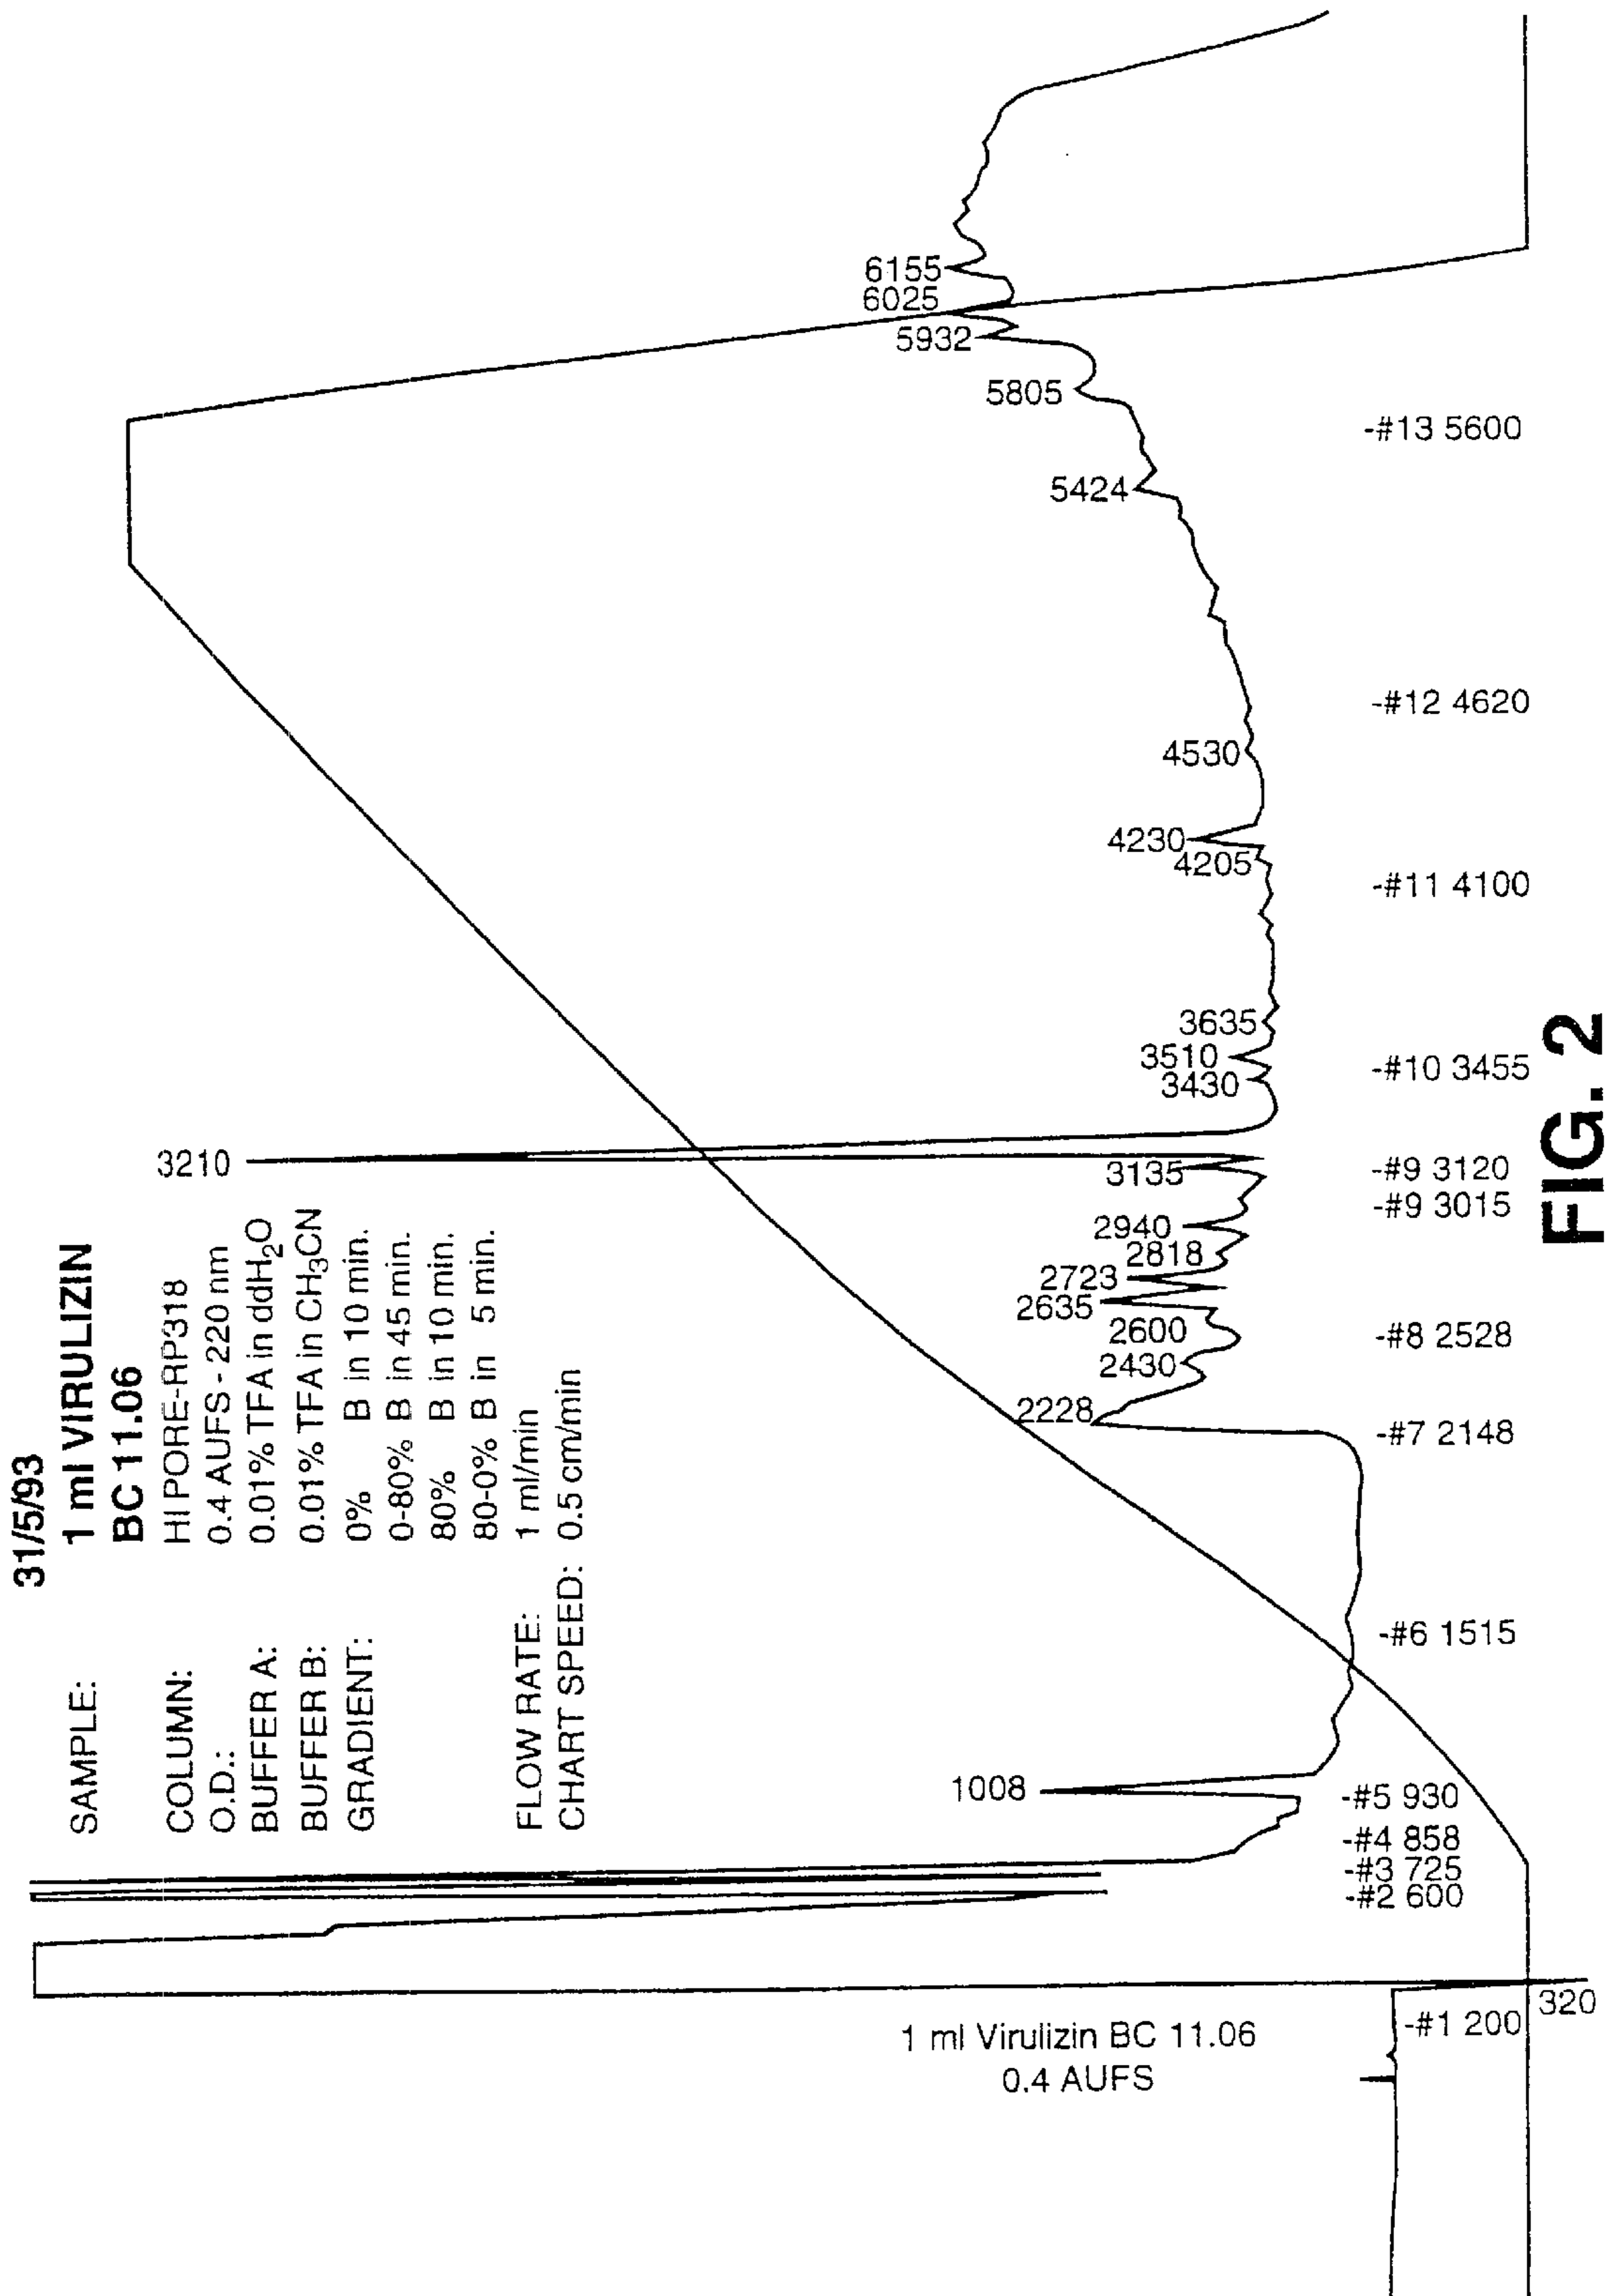 31/5/93
SAMPLE: 1 ml VIRULIZIN
BC 11.06
COLUMN: HI PORE-RP318
O.D.: 0.4 AUFS - 220 nm
BUFFER A: 0.01% TFA in ddH₂O
BUFFER B: 0.01% TFA in CH₃CN
GRADIENT: 0% B in 10 min.
0-80% B in 45 min.
80% B in 10 min.
80-0% B in 5 min.
FLOW RATE: 1 ml/min
CHART SPEED: 0.5 cm/min
6155
6025
5932
5805
5424
4530
4230
4205
3635
3510
3430
3210
3135
2940
2818
2723
2635
2600
2430
2228
1008
320
-#13 5600
-#12 4620
-#11 4100
-#10 3455
-#9 3120
-#9 3015
-#8 2528
-#7 2148
-#6 1515
-#5 930
-#4 858
-#3 725
-#2 600
-#1 200
1 ml Virulizin BC 11.06
0.4 AUFS
FIG. 2